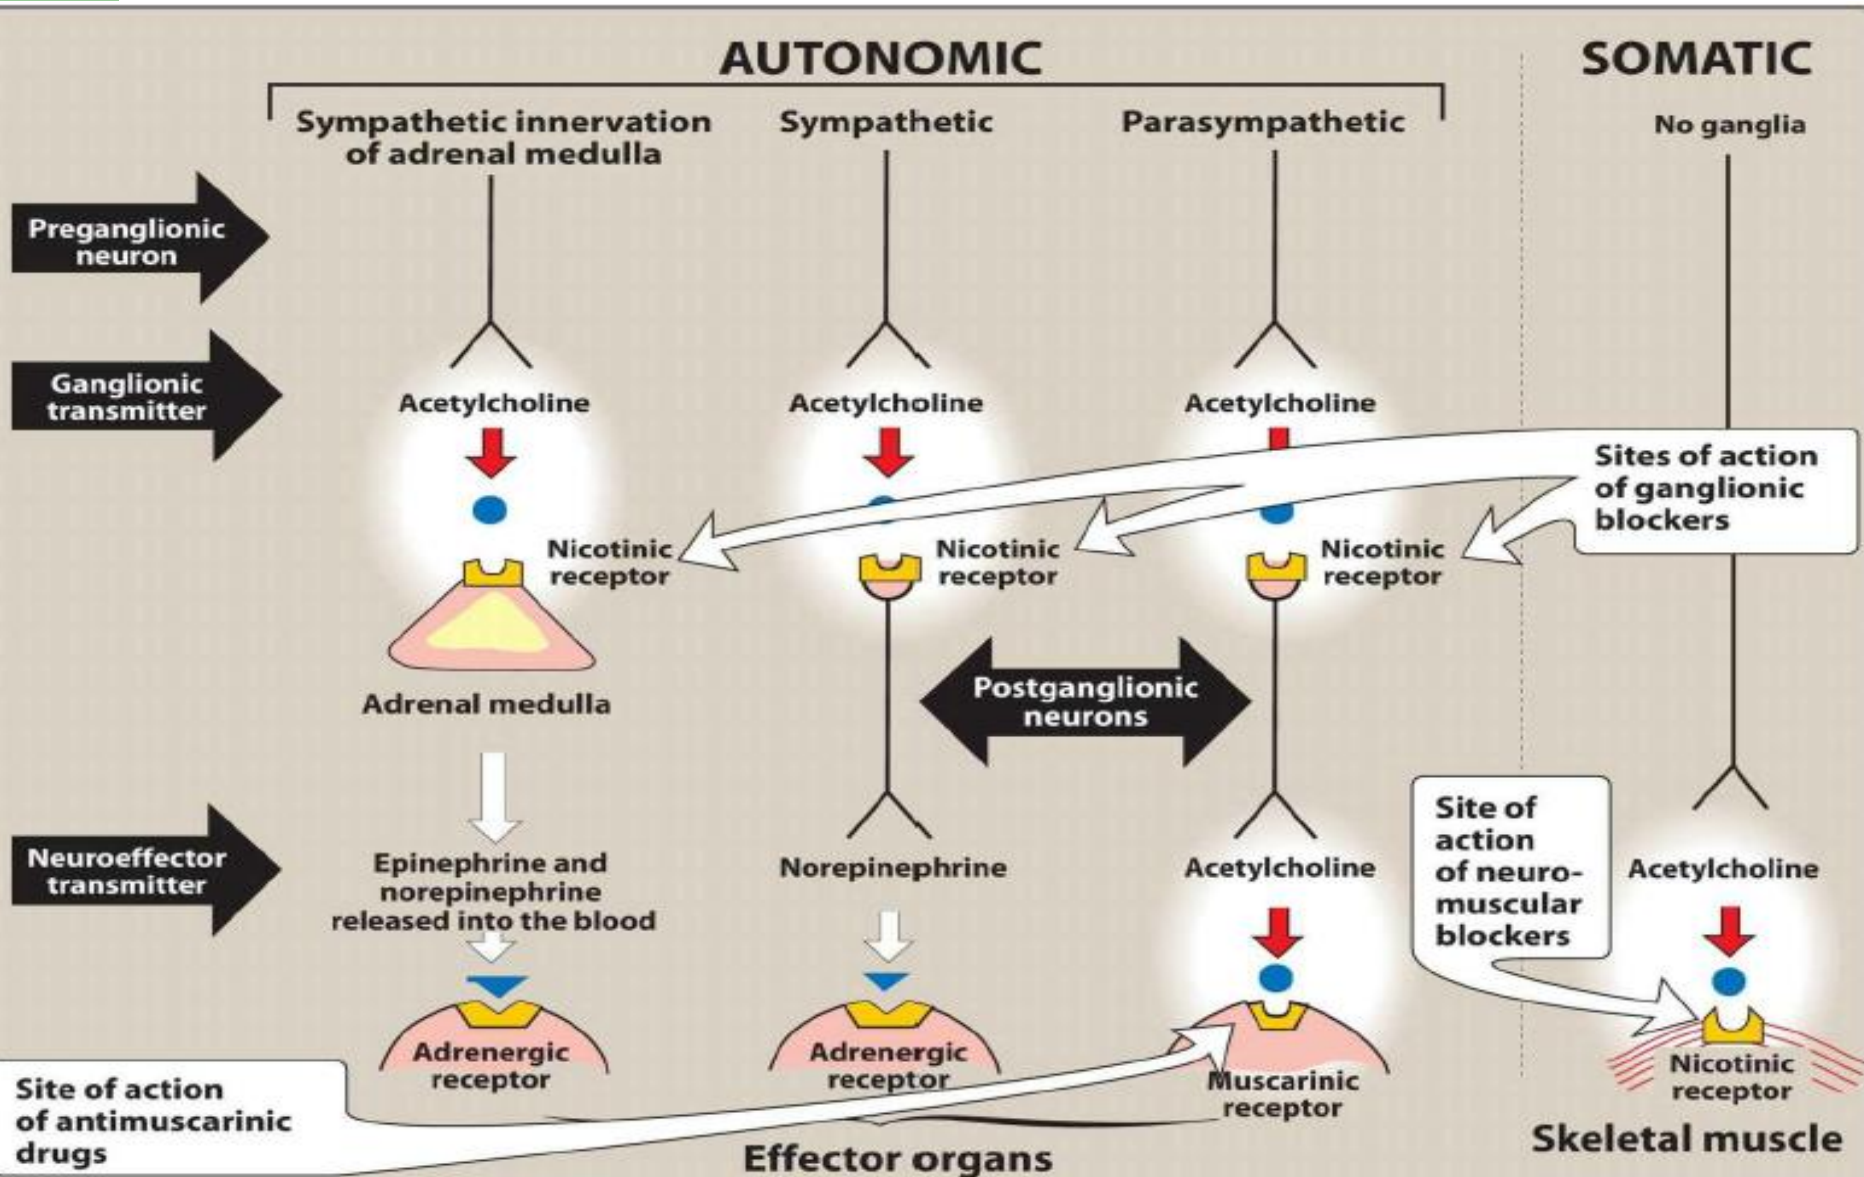 AUTONOMIC
SOMATIC
Sympathetic innervation
of adrenal medulla
Sympathetic
Parasympathetic
No ganglia
Preganglionic
neuron
Ganglionic
transmitter
Acetylcholine
Acetylcholine
Acetylcholine
Sites of action
of ganglionic
blockers
Nicotinic
receptor
Nicotinic
receptor
Nicotinic
receptor
Adrenal medulla
Postganglionic
neurons
Neuroeffector
transmitter
Epinephrine and
norepinephrine
released into the blood
Norepinephrine
Acetylcholine
Site of
action
of neuro-
muscular
blockers
Acetylcholine
Adrenergic
receptor
Adrenergic
receptor
Muscarinic
receptor
Nicotinic
receptor
Site of action
of antimuscarinic
drugs
Effector organs
Skeletal muscle